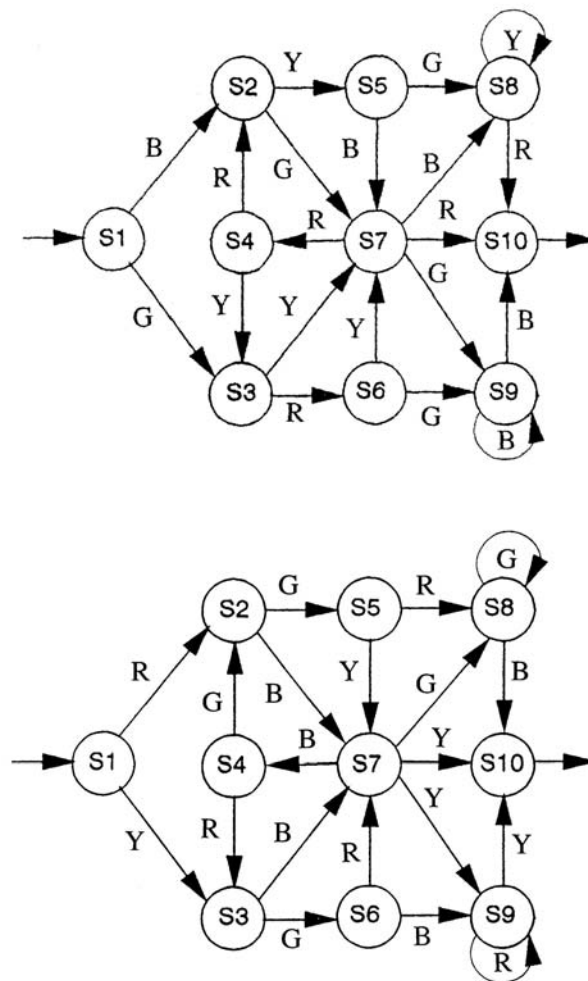 Y
S2 Y S5 G S8
B R G B B R
S1 S4 R S7 R S10
G Y Y Y G B
S3 R S6 G S9
B
G
S2 G S5 R S8
R G B Y G B
S1 S4 B S7 Y S10
Y R B R Y Y
S3 G S6 B S9
R